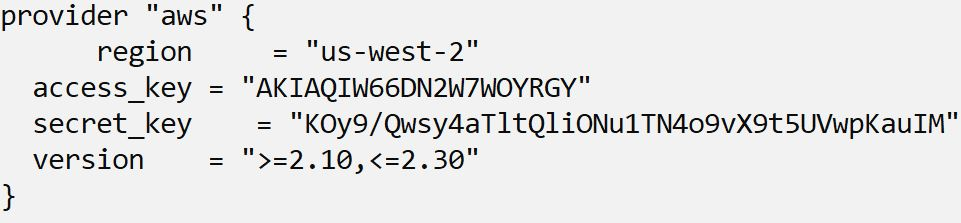 provider "aws" {
region = "us-west-2"
access_key = "AKIAQIW66DN2W7WOYRGY"
secret_key = "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"
version = ">=2.10,<=2.30"
}